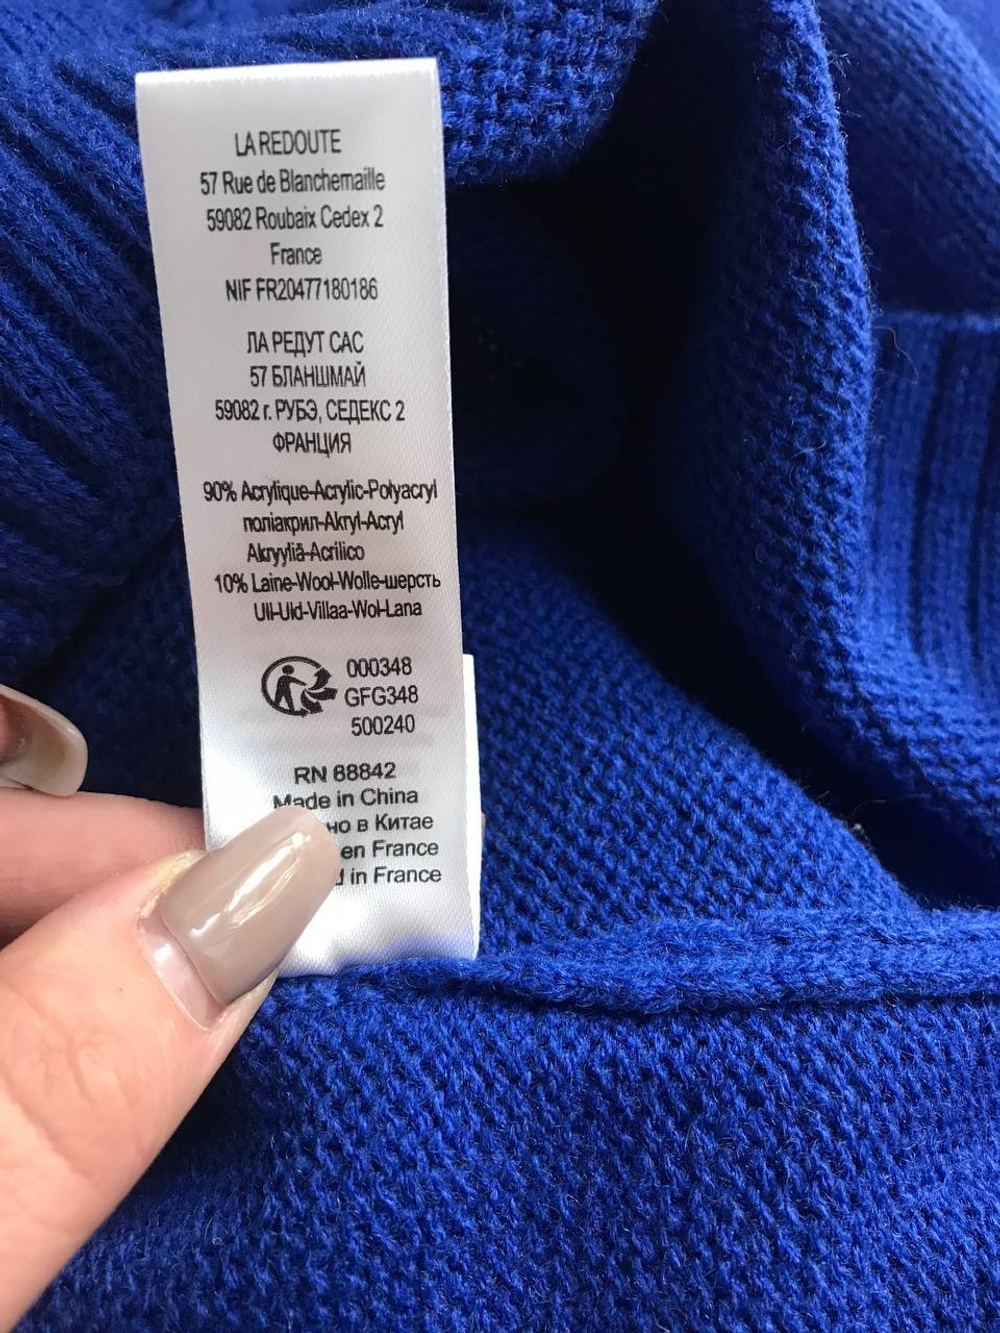 LA REDOUTE
57 Rue de Blanchemaille
59082 Roubaix Cedex 2
France
NIF FR20477180186
ЛА РЕДУТ САС
57 БЛАНШМАЙ
59082 г. РУБЭ, СЕДЕКС 2
ФРАНЦИЯ
90% Acrylique-Acrylic-Polyacryl
поліакрил-Akryl-Acryl
Akryyliä-Acrilico
10% Laine-Wool-Wolle-шерсть
Ull-Uld-Villaa-Wol-Lana
000348
GFG348
500240
RN 88842
Made in China
но в Китае
en France
in France